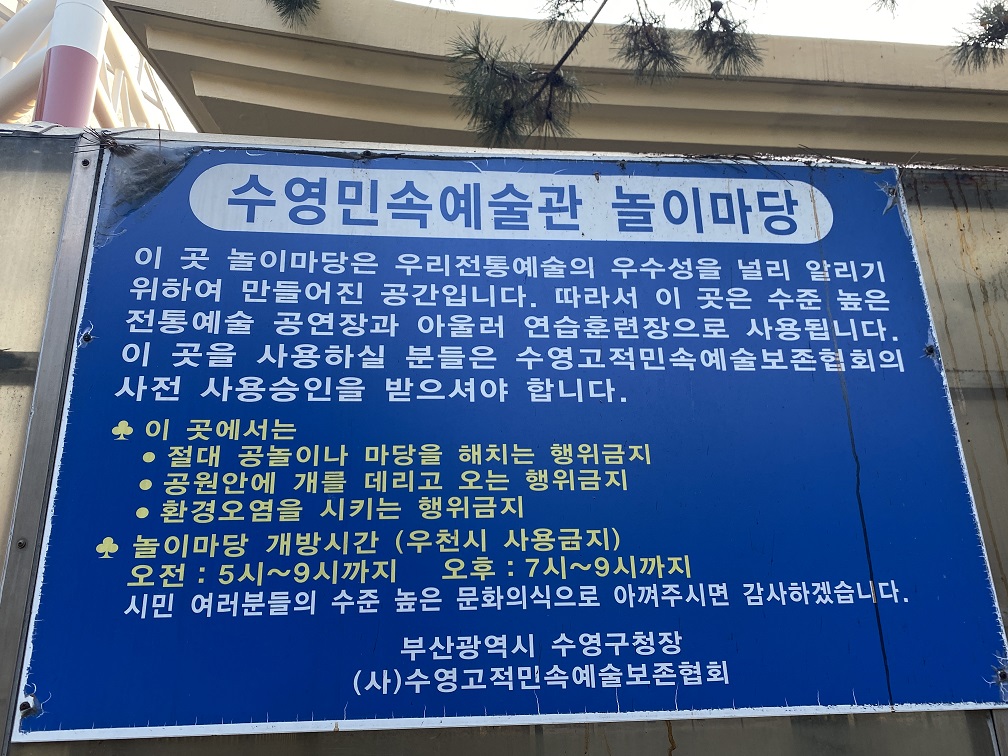 수영민속예술관 놀이마당
이 곳 놀이마당은 우리전통예술의 우수성을 널리 알리기
위하여 만들어진 공간입니다. 따라서 이 곳은 수준 높은
전통예술 공연장과 아울러 연습훈련장으로 사용됩니다.
이 곳을 사용하실 분들은 수영고적민속예술보존협회의
사전 사용승인을 받으셔야 합니다.
♣ 이 곳에서는
● 절대 공놀이나 마당을 해치는 행위금지
● 공원안에 개를 데리고 오는 행위금지
● 환경오염을 시키는 행위금지
♣ 놀이마당 개방시간 (우천시 사용금지)
오전 : 5시～9시까지 오후 : 7시～9시까지
시민 여러분들의 수준 높은 문화의식으로 아껴주시면 감사하겠습니다.
부산광역시 수영구청장
(사)수영고적민속예술보존협회